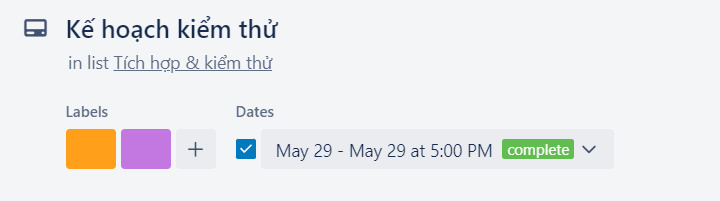 Kế hoạch kiểm thử
in list Tích hợp & kiểm thử
Labels Dates
May 29 - May 29 at 5:00 PM complete